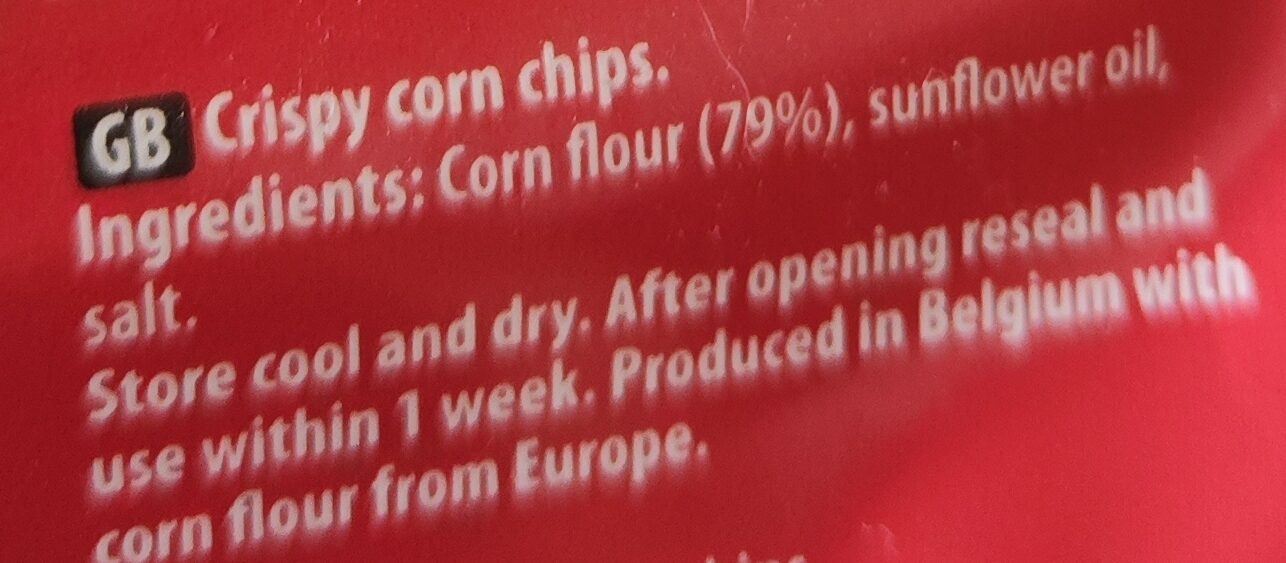 GB Crispy corn chips.
Ingredients: Corn flour (79%), sunflower oil,
salt.
Store cool and dry. After opening reseal and
use within 1 week. Produced in Belgium with
corn flour from Europe.